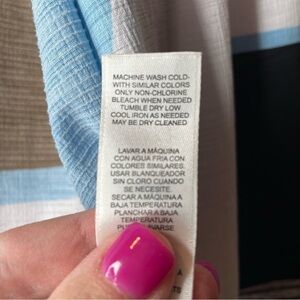 MACHINE WASH COLD-
WITH SIMILAR COLORS
ONLY NON-CHLORINE
BLEACH WHEN NEEDED
TUMBLE DRY LOW
COOL IRON AS NEEDED
MAY BE DRY CLEANED
LAVAR A MÁQUINA
CON AGUA FRIA CON
COLORES SIMILARES.
USAR BLANQUEADOR
SIN CLORO CUANDO
SE NECESITE.
SECAR A MÁQUINA A
BAJA TEMPERATURA
PLANCHAR A BAJA
TEMPERATURA